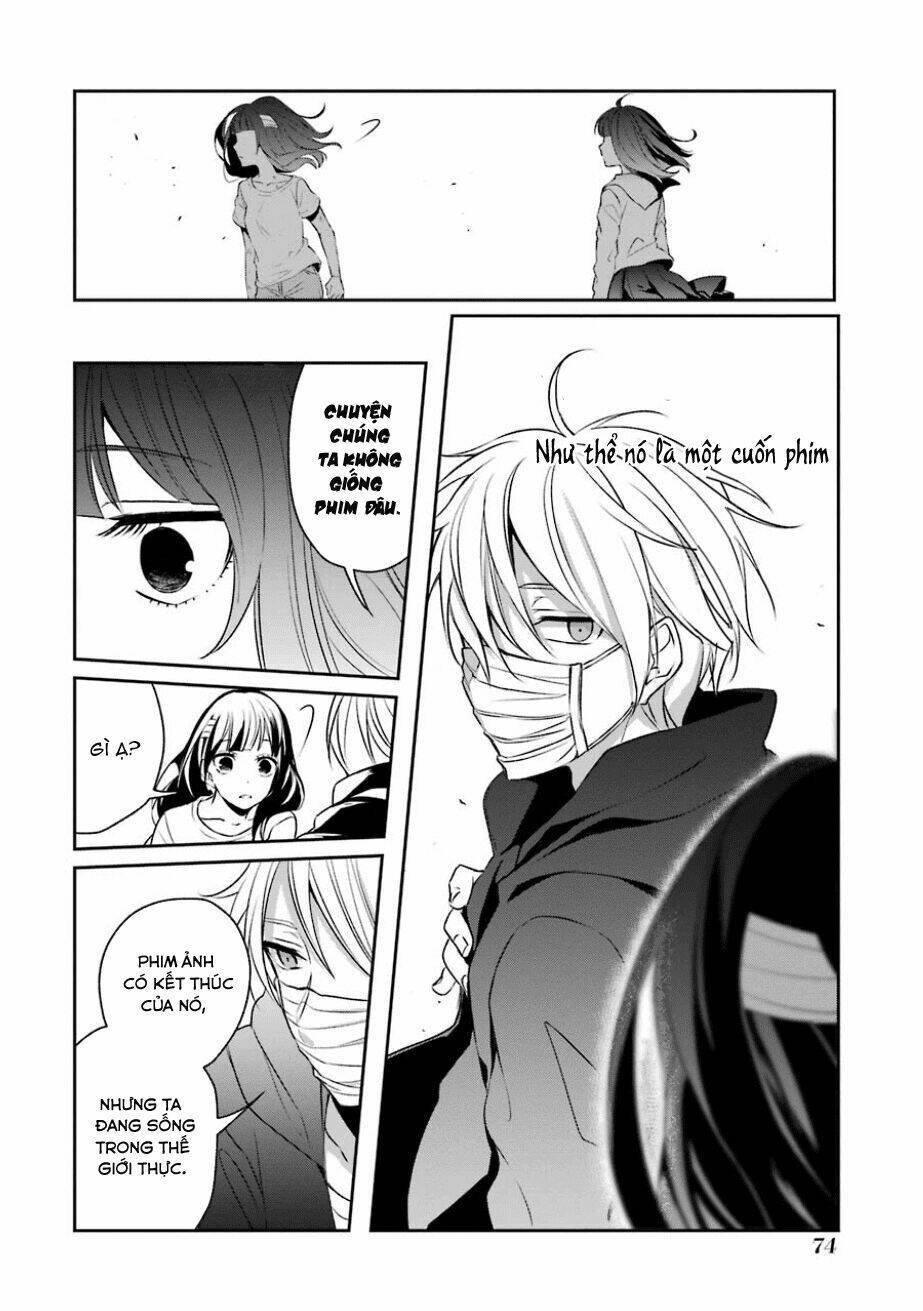 Như thể nó là một cuốn phim
CHUYỆN
CHÚNG
TA KHÔNG
GIỐNG
PHIM ĐÂU.
GÌ Ạ?
PHIM ẢNH
CÓ KẾT THÚC
CỦA NÓ,
NHƯNG TA
ĐANG SỐNG
TRONG THẾ
GIỚI THỰC.
74